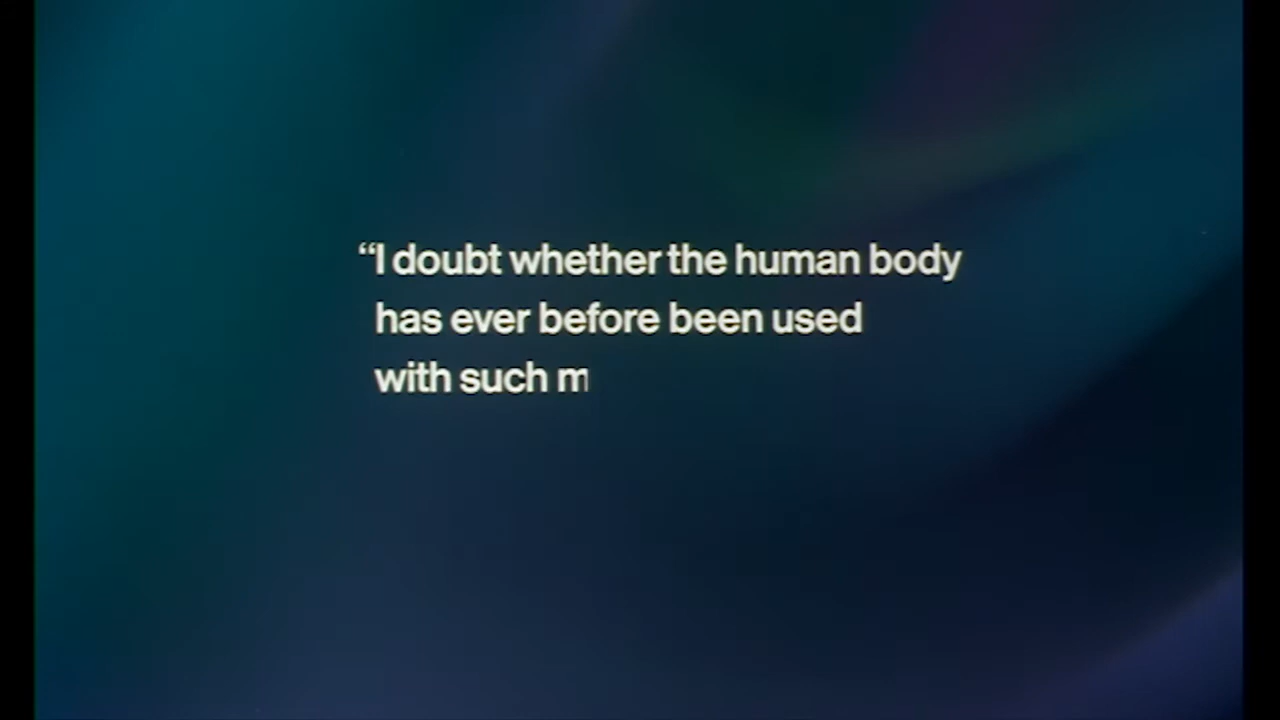 “I doubt whether the human body
has ever before been used
with such m